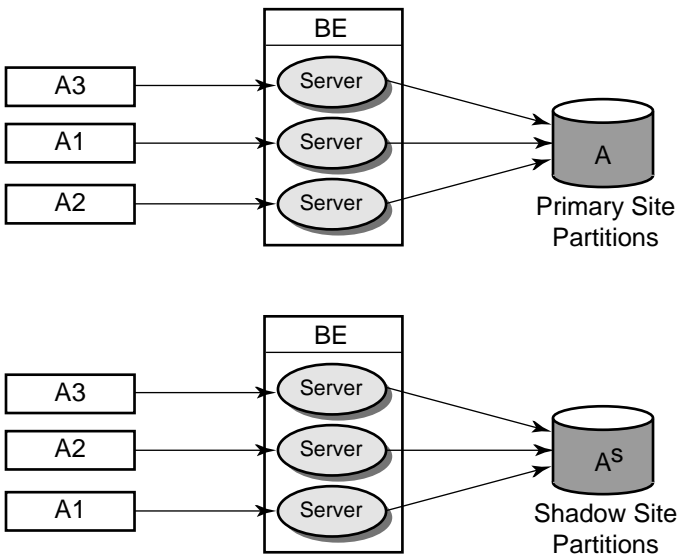 BE
A3
Server
A1
Server
A
A2
Server
Primary Site
Partitions
BE
A3
Server
A2
Server
AS
A1
Server
Shadow Site
Partitions